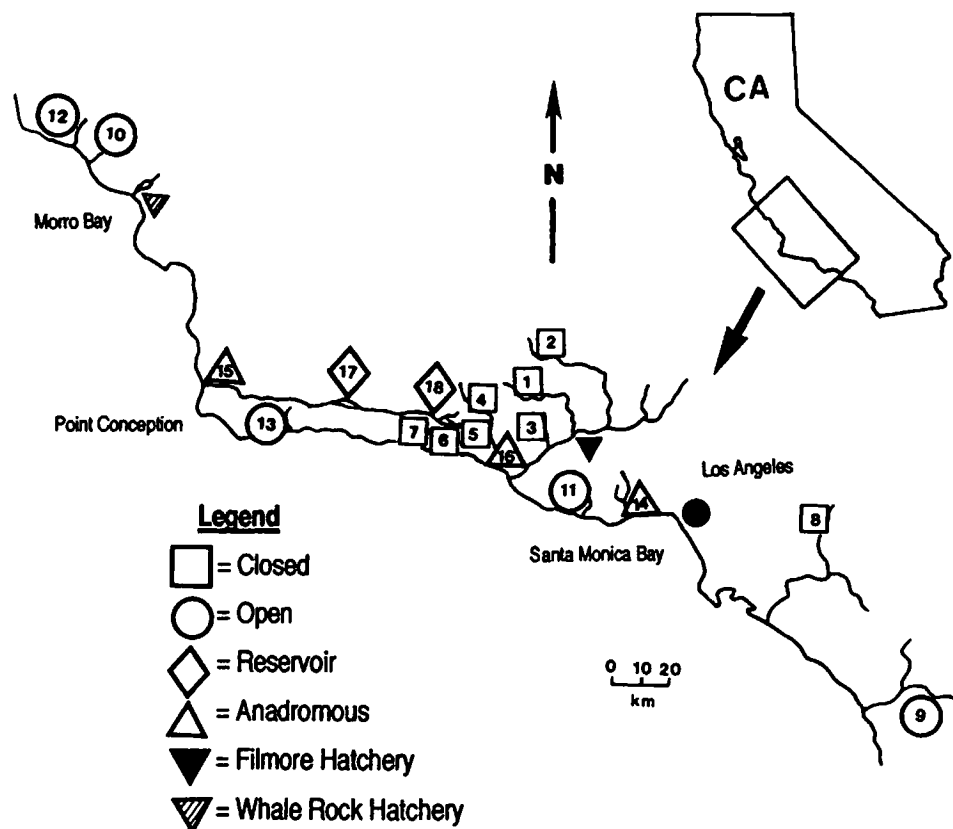 CA
12
10
N
Morro Bay
2
15
17
18
1
4
Point Conception
13
7
6
5
3
16
Los Angeles
11
14
8
Legend
= Closed
Santa Monica Bay
= Open
= Reservoir
0 10 20
km
9
= Anadromous
= Filmore Hatchery
= Whale Rock Hatchery